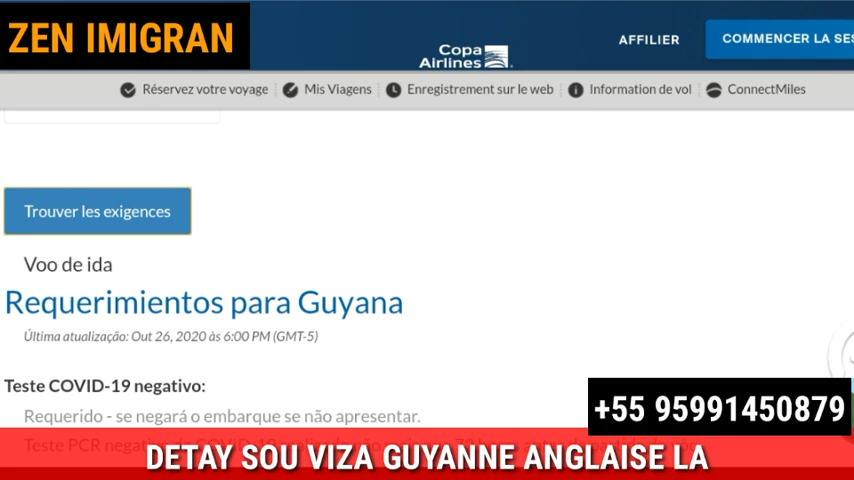 ZEN IMIGRAN
Copa Airlines
AFFILIER
COMMENCER LA SES
Réservez votre voyage
Mis Viagens
Enregistrement sur le web
Information de vol
ConnectMiles
Trouver les exigences
Voo de ida
Requerimientos para Guyana
Última atualização: Out 26, 2020 às 6:00 PM (GMT-5)
Teste COVID-19 negativo:
Requerido - se negará o embarque se não apresentar.
+55 95991450879
Teste PCR negativo
DETAY SOU VIZA GUYANNE ANGLAISE LA